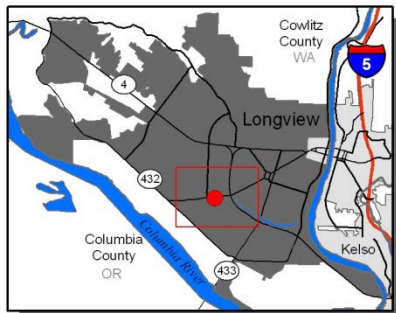 Cowlitz
County
WA
5
4
Longview
432
Columbia
County
OR
Columbia River
433
Kelso